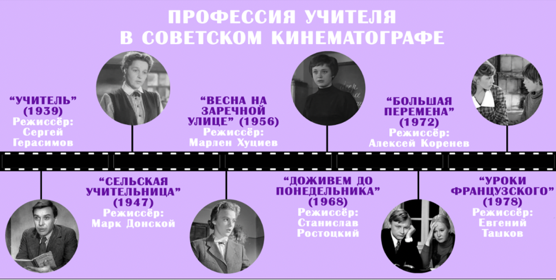 ПРОФЕССИЯ УЧИТЕЛЯ
В СОВЕТСКОМ КИНЕМАТОГРАФЕ
"УЧИТЕЛЬ"
(1939)
Режиссёр:
Сергей
Герасимов
"ВЕСНА НА
ЗАРЕЧНОЙ
УЛИЦЕ" (1956)
Режиссёр:
Марлен Хуциев
"БОЛЬШАЯ
ПЕРЕМЕНА"
(1972)
Режиссёр:
Алексей Коренев
"СЕЛЬСКАЯ
УЧИТЕЛЬНИЦА"
(1947)
Режиссёр:
Марк Донской
"ДОЖИВЕМ ДО
ПОНЕДЕЛЬНИКА"
(1968)
Режиссёр:
Станислав
Ростоцкий
"УРОКИ
ФРАНЦУЗСКОГО"
(1978)
Режиссёр:
Евгений
Ташков